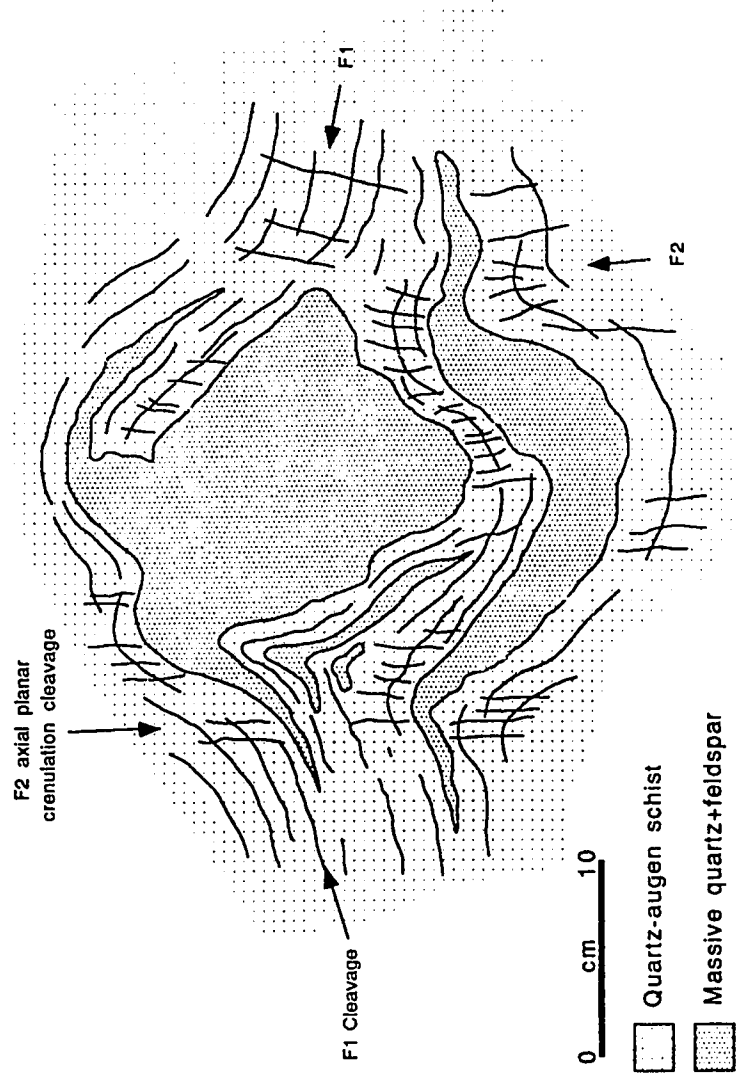 F2 axial planar
crenulation cleavage
F1
F1 Cleavage
F2
0 10
cm
Quartz-augen schist
Massive quartz+feldspar